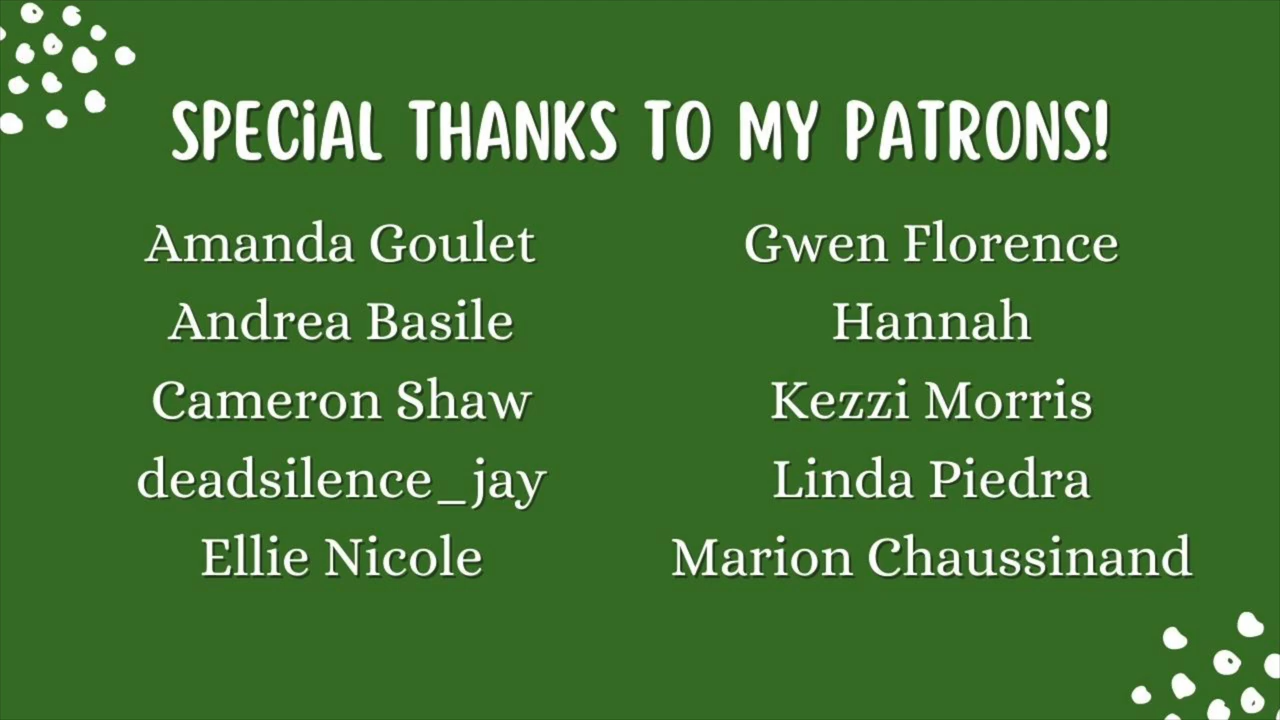 SPECiAL THANKS TO MY PATRONS!
Amanda Goulet
Andrea Basile
Cameron Shaw
deadsilence_jay
Ellie Nicole
Gwen Florence
Hannah
Kezzi Morris
Linda Piedra
Marion Chaussinand